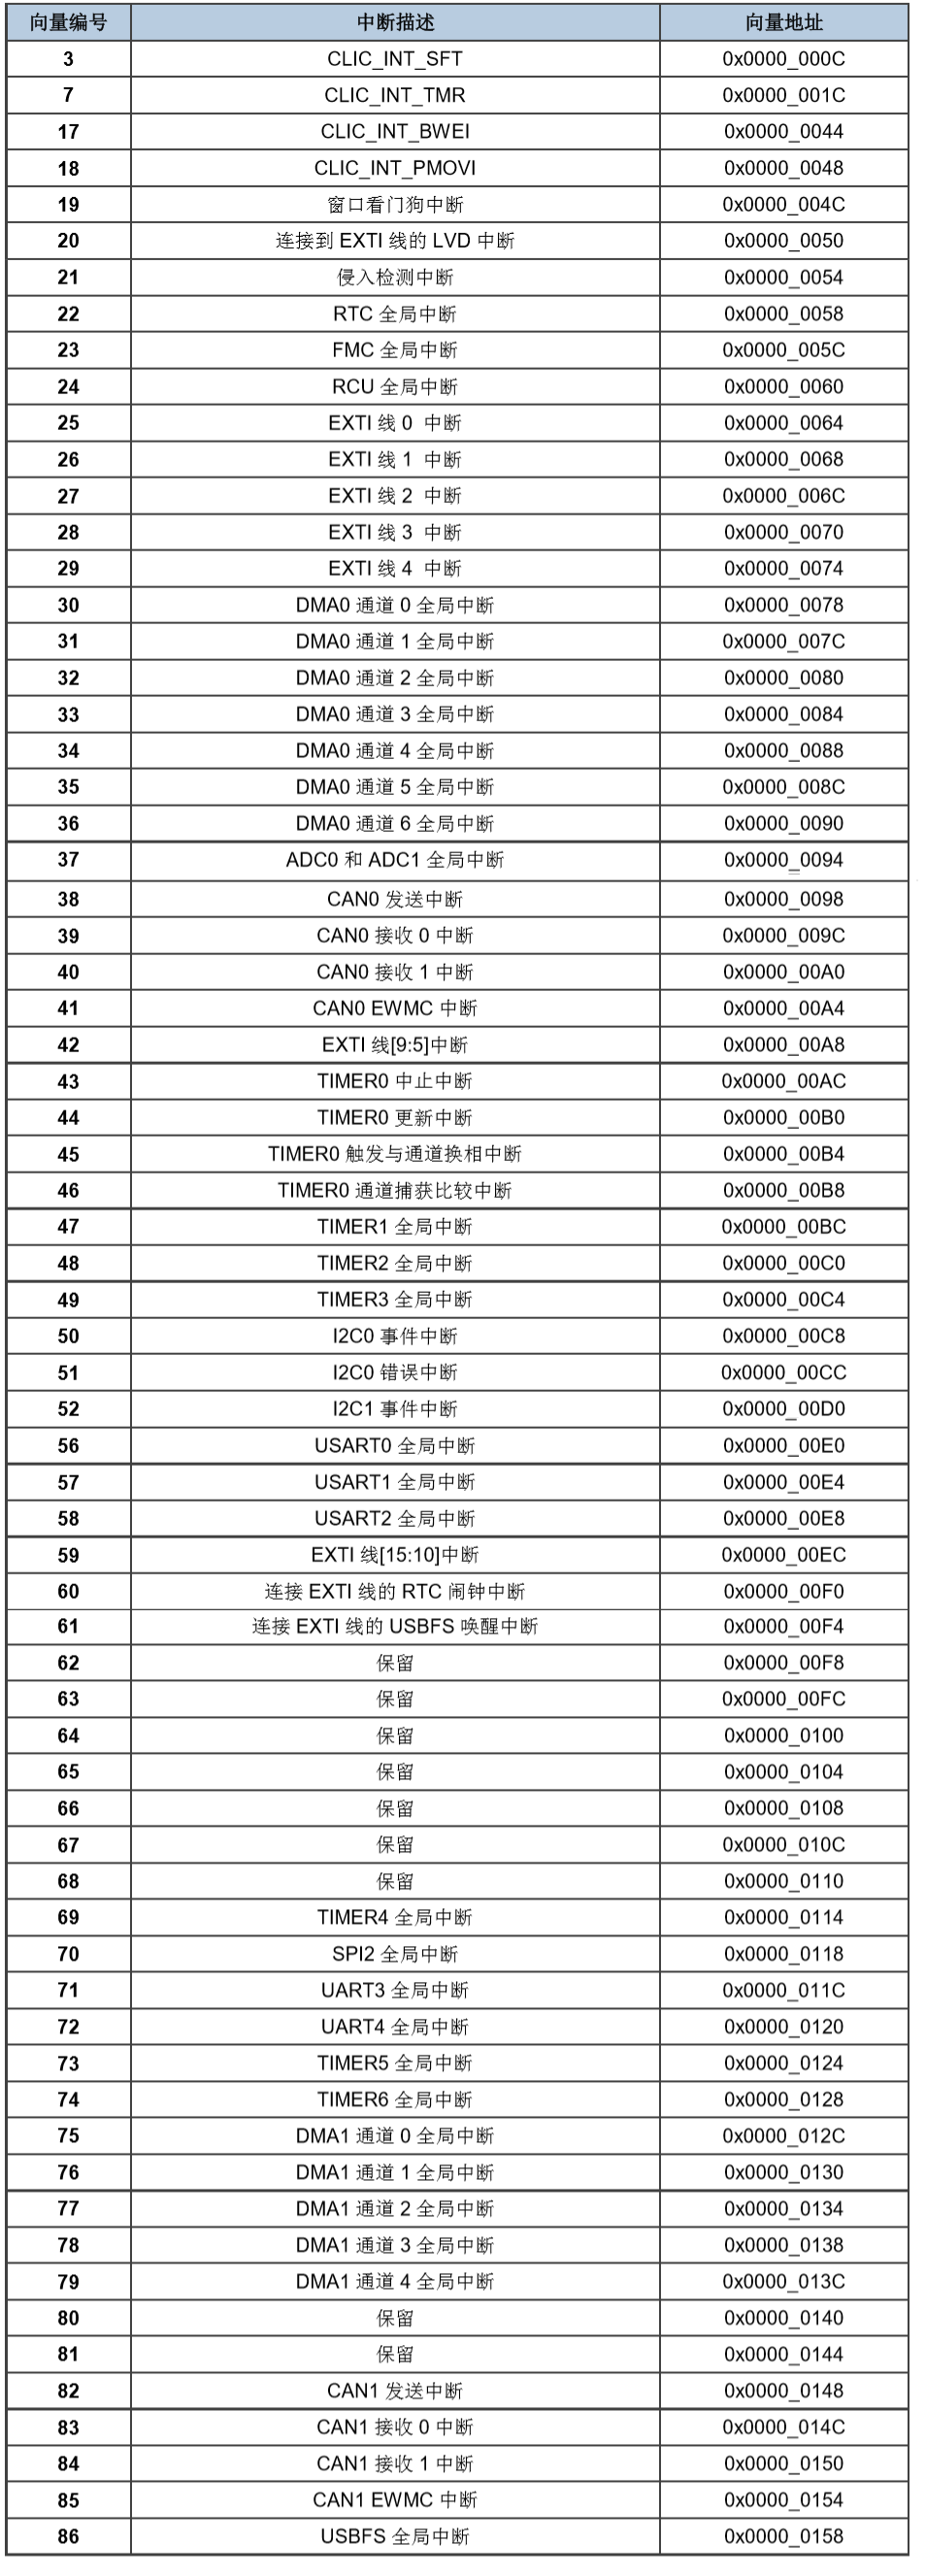 向量编号 中断描述 向量地址
3 CLIC_INT_SFT 0x0000_000C
7 CLIC_INT_TMR 0x0000_001C
17 CLIC_INT_BWEI 0x0000_0044
18 CLIC_INT_PMOVI 0x0000_0048
19 窗口看门狗中断 0x0000_004C
20 连接到 EXTI 线的 LVD 中断 0x0000_0050
21 侵入检测中断 0x0000_0054
22 RTC 全局中断 0x0000_0058
23 FMC 全局中断 0x0000_005C
24 RCU 全局中断 0x0000_0060
25 EXTI 线 0 中断 0x0000_0064
26 EXTI 线 1 中断 0x0000_0068
27 EXTI 线 2 中断 0x0000_006C
28 EXTI 线 3 中断 0x0000_0070
29 EXTI 线 4 中断 0x0000_0074
30 DMA0 通道 0 全局中断 0x0000_0078
31 DMA0 通道 1 全局中断 0x0000_007C
32 DMA0 通道 2 全局中断 0x0000_0080
33 DMA0 通道 3 全局中断 0x0000_0084
34 DMA0 通道 4 全局中断 0x0000_0088
35 DMA0 通道 5 全局中断 0x0000_008C
36 DMA0 通道 6 全局中断 0x0000_0090
37 ADC0 和 ADC1 全局中断 0x0000_0094
38 CAN0 发送中断 0x0000_0098
39 CAN0 接收 0 中断 0x0000_009C
40 CAN0 接收 1 中断 0x0000_00A0
41 CAN0 EWMC 中断 0x0000_00A4
42 EXTI 线[9:5]中断 0x0000_00A8
43 TIMER0 中止中断 0x0000_00AC
44 TIMER0 更新中断 0x0000_00B0
45 TIMER0 触发与通道换相中断 0x0000_00B4
46 TIMER0 通道捕获比较中断 0x0000_00B8
47 TIMER1 全局中断 0x0000_00BC
48 TIMER2 全局中断 0x0000_00C0
49 TIMER3 全局中断 0x0000_00C4
50 I2C0 事件中断 0x0000_00C8
51 I2C0 错误中断 0x0000_00CC
52 I2C1 事件中断 0x0000_00D0
56 USART0 全局中断 0x0000_00E0
57 USART1 全局中断 0x0000_00E4
58 USART2 全局中断 0x0000_00E8
59 EXTI 线[15:10]中断 0x0000_00EC
60 连接 EXTI 线的 RTC 闹钟中断 0x0000_00F0
61 连接 EXTI 线的 USBFS 唤醒中断 0x0000_00F4
62 保留 0x0000_00F8
63 保留 0x0000_00FC
64 保留 0x0000_0100
65 保留 0x0000_0104
66 保留 0x0000_0108
67 保留 0x0000_010C
68 保留 0x0000_0110
69 TIMER4 全局中断 0x0000_0114
70 SPI2 全局中断 0x0000_0118
71 UART3 全局中断 0x0000_011C
72 UART4 全局中断 0x0000_0120
73 TIMER5 全局中断 0x0000_0124
74 TIMER6 全局中断 0x0000_0128
75 DMA1 通道 0 全局中断 0x0000_012C
76 DMA1 通道 1 全局中断 0x0000_0130
77 DMA1 通道 2 全局中断 0x0000_0134
78 DMA1 通道 3 全局中断 0x0000_0138
79 DMA1 通道 4 全局中断 0x0000_013C
80 保留 0x0000_0140
81 保留 0x0000_0144
82 CAN1 发送中断 0x0000_0148
83 CAN1 接收 0 中断 0x0000_014C
84 CAN1 接收 1 中断 0x0000_0150
85 CAN1 EWMC 中断 0x0000_0154
86 USBFS 全局中断 0x0000_0158